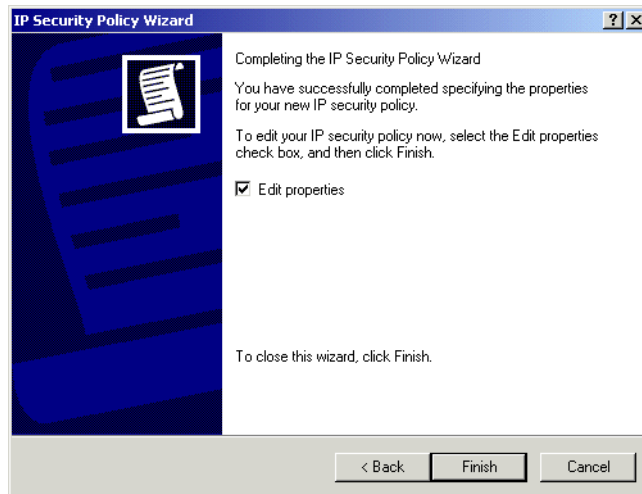 IP Security Policy Wizard
Completing the IP Security Policy Wizard
You have successfully completed specifying the properties
for your new IP security policy.
To edit your IP security policy now, select the Edit properties
check box, and then click Finish.
Edit properties
To close this wizard, click Finish.
< Back Finish Cancel